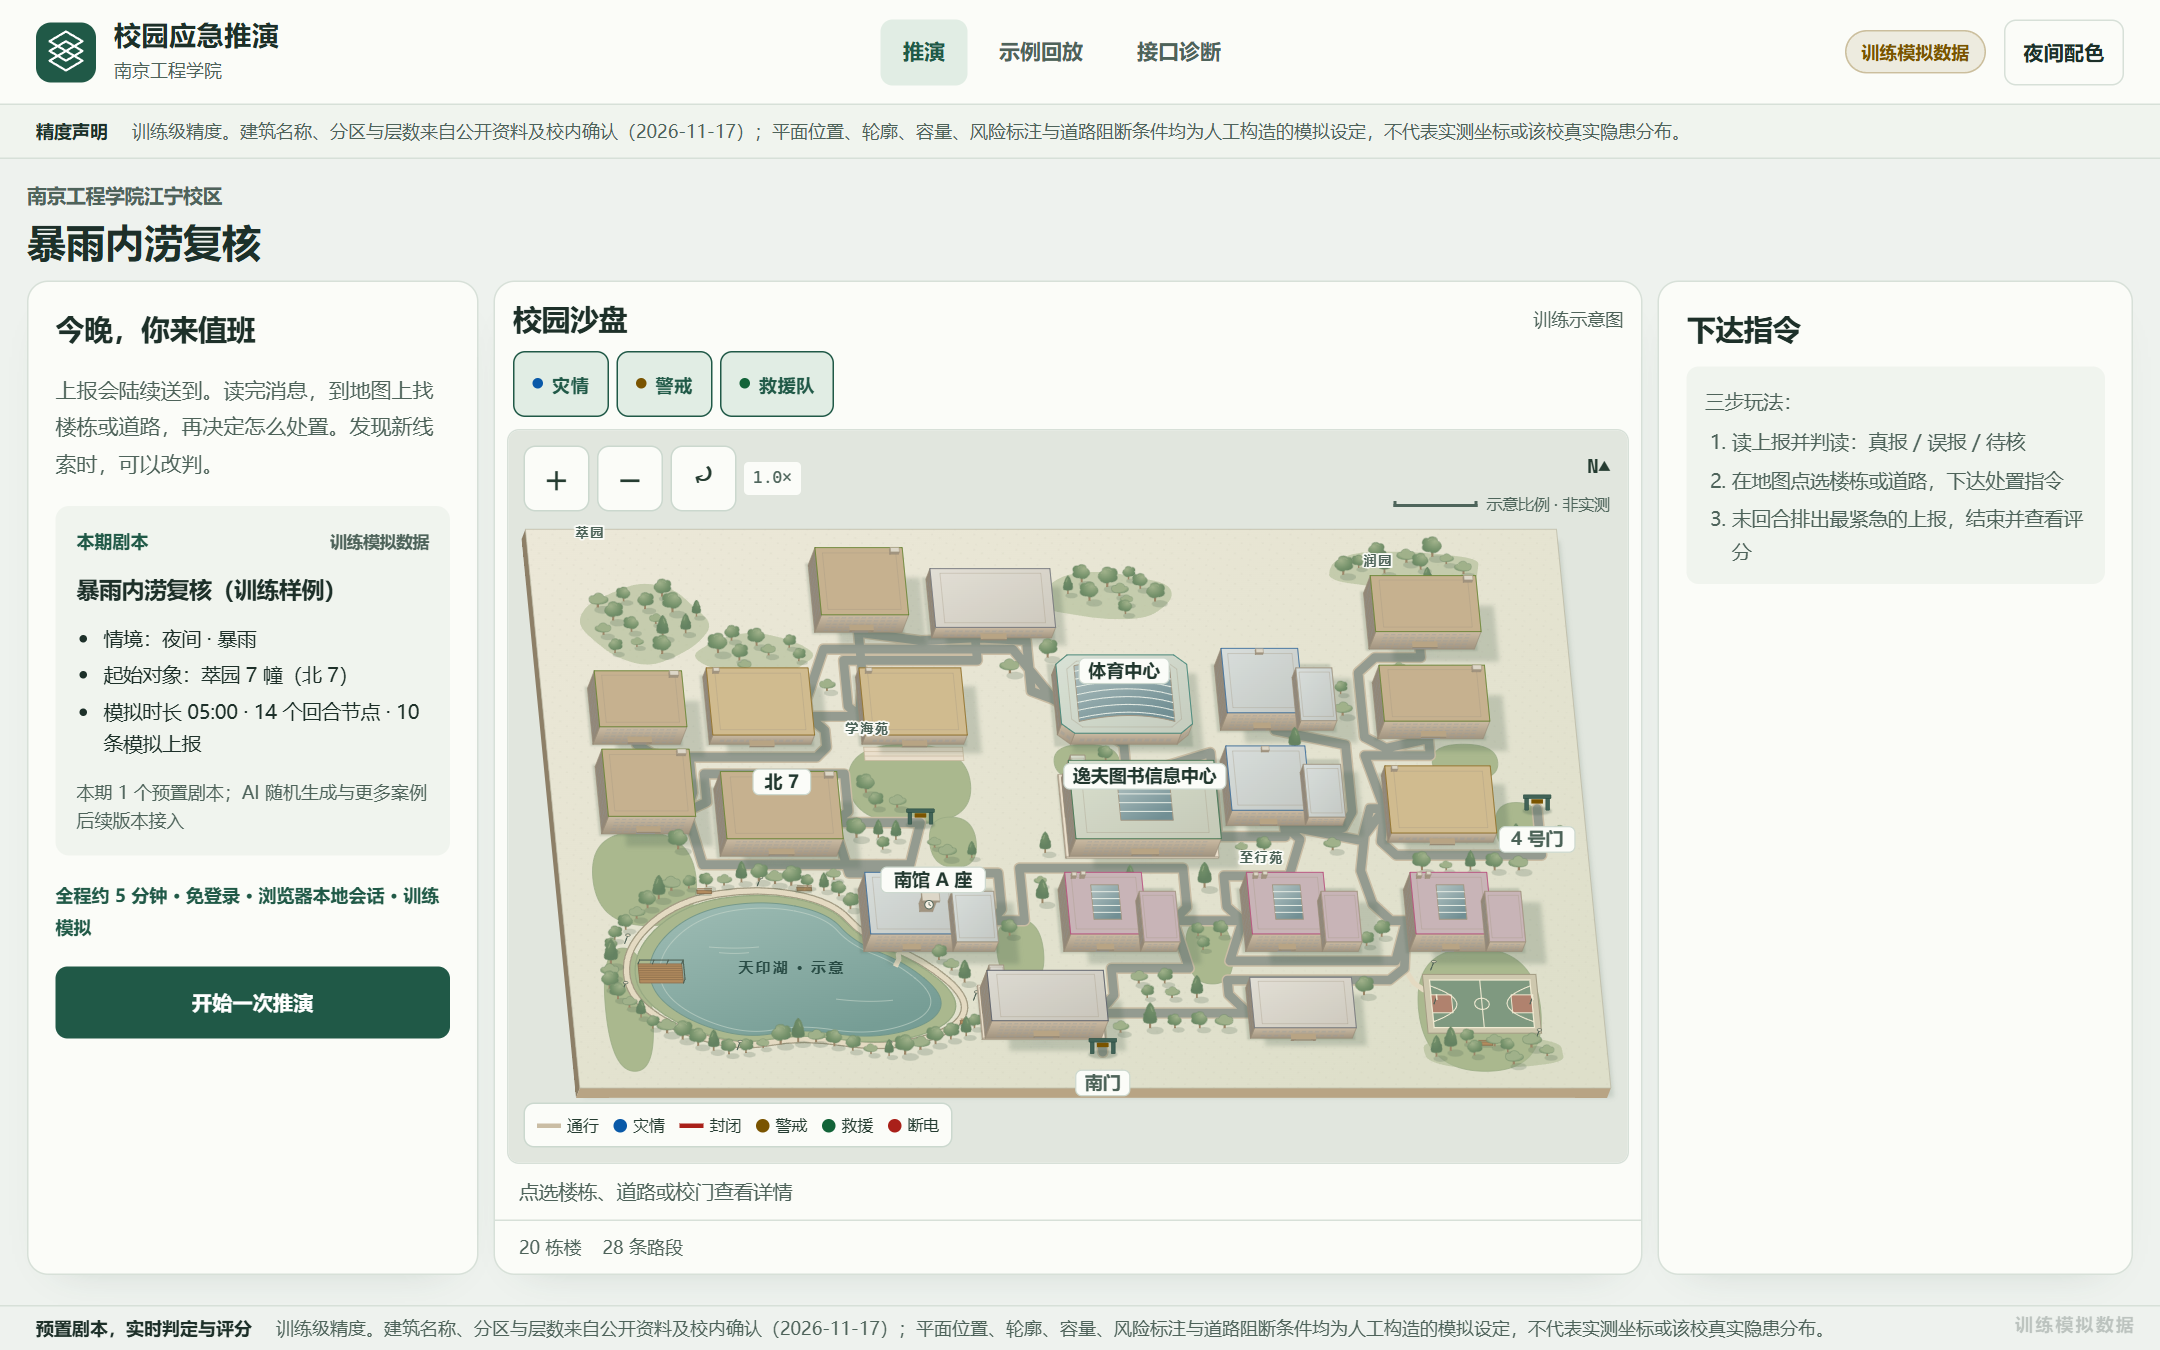 校园应急推演
南京工程学院
推演
示例回放
接口诊断
训练模拟数据
夜间配色
精度声明 训练级精度。建筑名称、分区与层数来自公开资料及校内确认（2026-11-17）；平面位置、轮廓、容量、风险标注与道路阻断条件均为人工构造的模拟设定，不代表实测坐标或该校真实隐患分布。
南京工程学院江宁校区
暴雨内涝复核
今晚，你来值班
上报会陆续送到。读完消息，到地图上找
楼栋或道路，再决定怎么处置。发现新线
索时，可以改判。
本期剧本
训练模拟数据
暴雨内涝复核（训练样例）
• 情境：夜间 · 暴雨
• 起始对象：萃园 7 幢（北 7）
• 模拟时长 05:00 · 14 个回合节点 · 10
条模拟上报
本期 1 个预置剧本；AI 随机生成与更多案例
后续版本接入
全程约 5 分钟 • 免登录 • 浏览器本地会话 • 训练
模拟
开始一次推演
校园沙盘
训练示意图
灾情
警戒
救援队
+
−
1.0×
N▲
示意比例 · 非实测
萃园
润园
体育中心
学海苑
北 7
逸夫图书信息中心
4 号门
至行苑
南馆 A 座
天印湖 • 示意
南门
通行
灾情
封闭
警戒
救援
断电
点选楼栋、道路或校门查看详情
20 栋楼 28 条路段
下达指令
三步玩法：
1. 读上报并判读：真报 / 误报 / 待核
2. 在地图点选楼栋或道路，下达处置指令
3. 末回合排出最紧急的上报，结束并查看评
分
预置剧本，实时判定与评分 训练级精度。建筑名称、分区与层数来自公开资料及校内确认（2026-11-17）；平面位置、轮廓、容量、风险标注与道路阻断条件均为人工构造的模拟设定，不代表实测坐标或该校真实隐患分布。
训练模拟数据